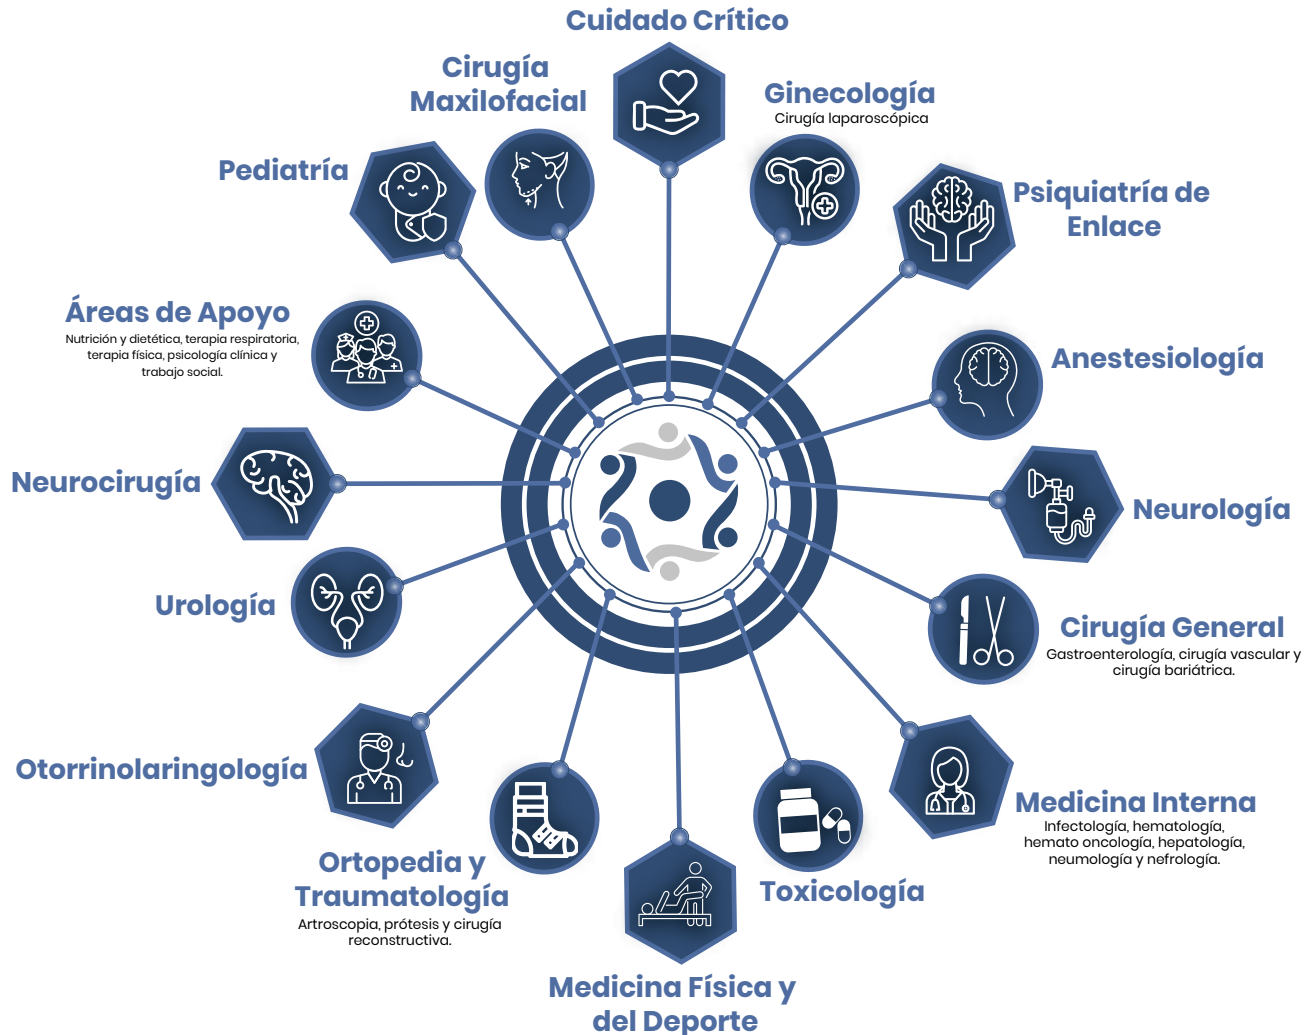 Cuidado Crítico
Cirugía
Maxilofacial
Ginecología
Cirugía laparoscópica
Pediatría
Psiquiatría de
Enlace
Áreas de Apoyo
Nutrición y dietética, terapia respiratoria,
terapia física, psicología clínica y
trabajo social.
Anestesiología
Neurocirugía
Neurología
Urología
Cirugía General
Gastroenterología, cirugía vascular y
cirugía bariátrica.
Otorrinolaringología
Medicina Interna
Infectología, hematología,
hemato oncología, hepatología,
neumología y nefrología.
Ortopedia y
Traumatología
Artroscopia, prótesis y cirugía
reconstructiva.
Toxicología
Medicina Física y
del Deporte